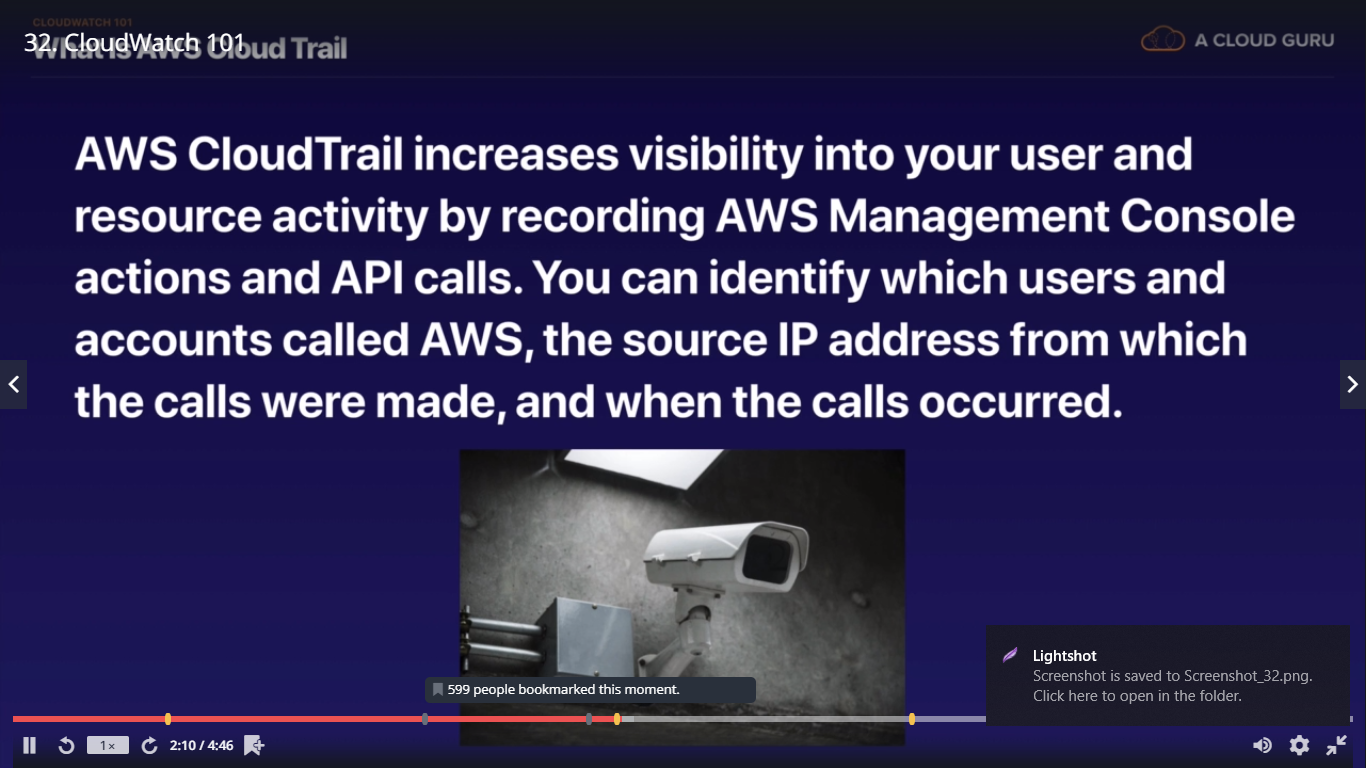 CLOUDWATCH 101
32. CloudWatch 101
What is AWS Cloud Trail
A CLOUD GURU
AWS CloudTrail increases visibility into your user and
resource activity by recording AWS Management Console
actions and API calls. You can identify which users and
accounts called AWS, the source IP address from which
the calls were made, and when the calls occurred.
Lightshot
Screenshot is saved to Screenshot_32.png.
Click here to open in the folder.
599 people bookmarked this moment.
1×
2:10 / 4:46